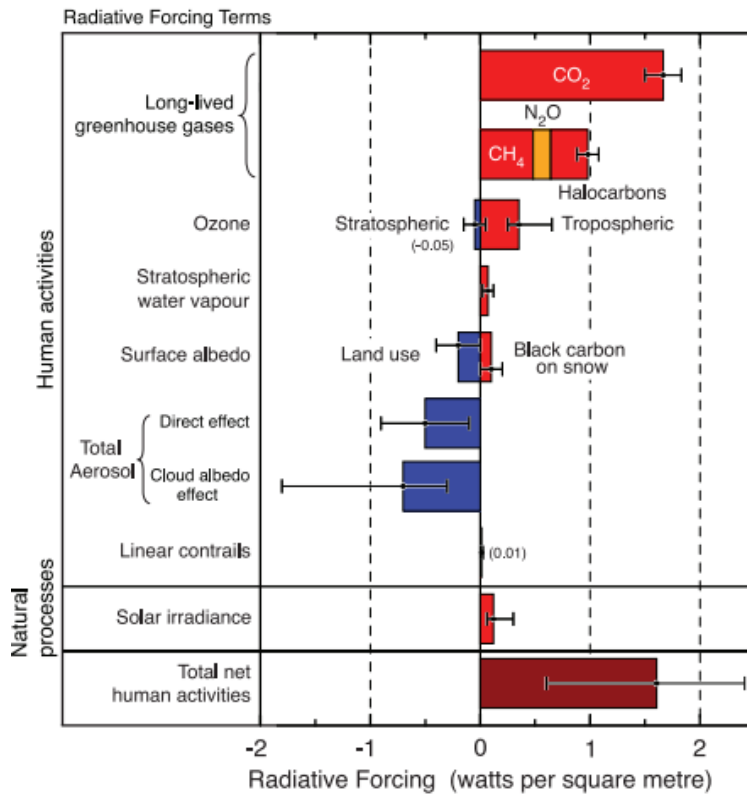 Radiative Forcing Terms
Human activities
Long-lived
greenhouse gases
CO₂
N₂O
CH₄
Halocarbons
Ozone
Stratospheric
(-0.05)
Tropospheric
Stratospheric
water vapour
Surface albedo
Land use
Black carbon
on snow
Total
Aerosol
Direct effect
Cloud albedo
effect
Linear contrails
(0.01)
Natural
processes
Solar irradiance
Total net
human activities
-2 -1 0 1 2
Radiative Forcing (watts per square metre)